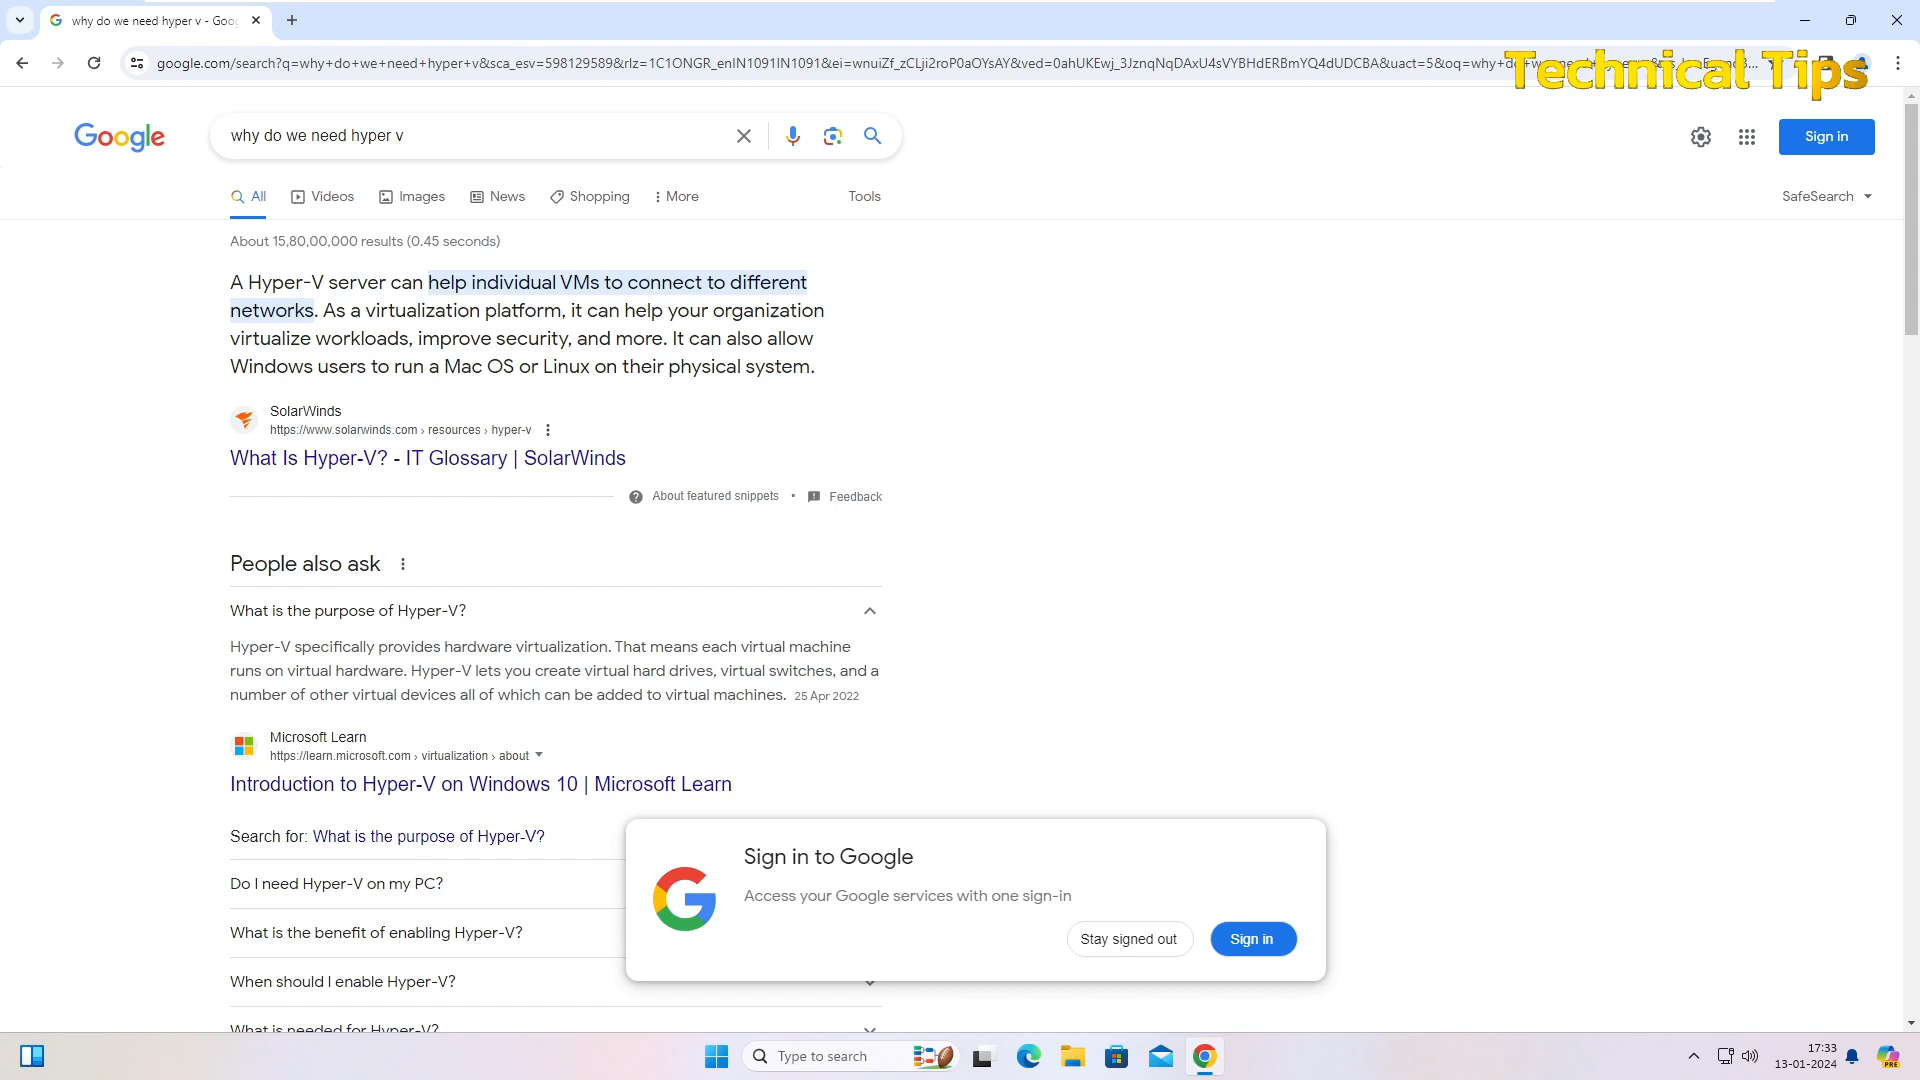 why do we need hyper v - Goo
google.com/search?q=why+do+we+need+hyper+v&sca_esv=598129589&rlz=1C1ONGR_enIN1091IN1091&ei=wnuiZf_zCLji2roP0aOYsAY&ved=0ahUKEwj_3JznqNqDAxU4sVYBHdERBmYQ4dUDCBA&uact=5&oq=why+do+w
Technical Tips
Google
why do we need hyper v
Sign in
All
Videos
Images
News
Shopping
More
Tools
SafeSearch
About 15,80,00,000 results (0.45 seconds)
A Hyper-V server can help individual VMs to connect to different
networks. As a virtualization platform, it can help your organization
virtualize workloads, improve security, and more. It can also allow
Windows users to run a Mac OS or Linux on their physical system.
SolarWinds
https://www.solarwinds.com › resources › hyper-v
What Is Hyper-V? - IT Glossary | SolarWinds
About featured snippets • Feedback
People also ask
What is the purpose of Hyper-V?
Hyper-V specifically provides hardware virtualization. That means each virtual machine
runs on virtual hardware. Hyper-V lets you create virtual hard drives, virtual switches, and a
number of other virtual devices all of which can be added to virtual machines. 25 Apr 2022
Microsoft Learn
https://learn.microsoft.com › virtualization › about
Introduction to Hyper-V on Windows 10 | Microsoft Learn
Search for: What is the purpose of Hyper-V?
Do I need Hyper-V on my PC?
What is the benefit of enabling Hyper-V?
When should I enable Hyper-V?
What is needed for Hyper-V?
Sign in to Google
Access your Google services with one sign-in
Stay signed out
Sign in
Type to search
17:33
13-01-2024
PRE